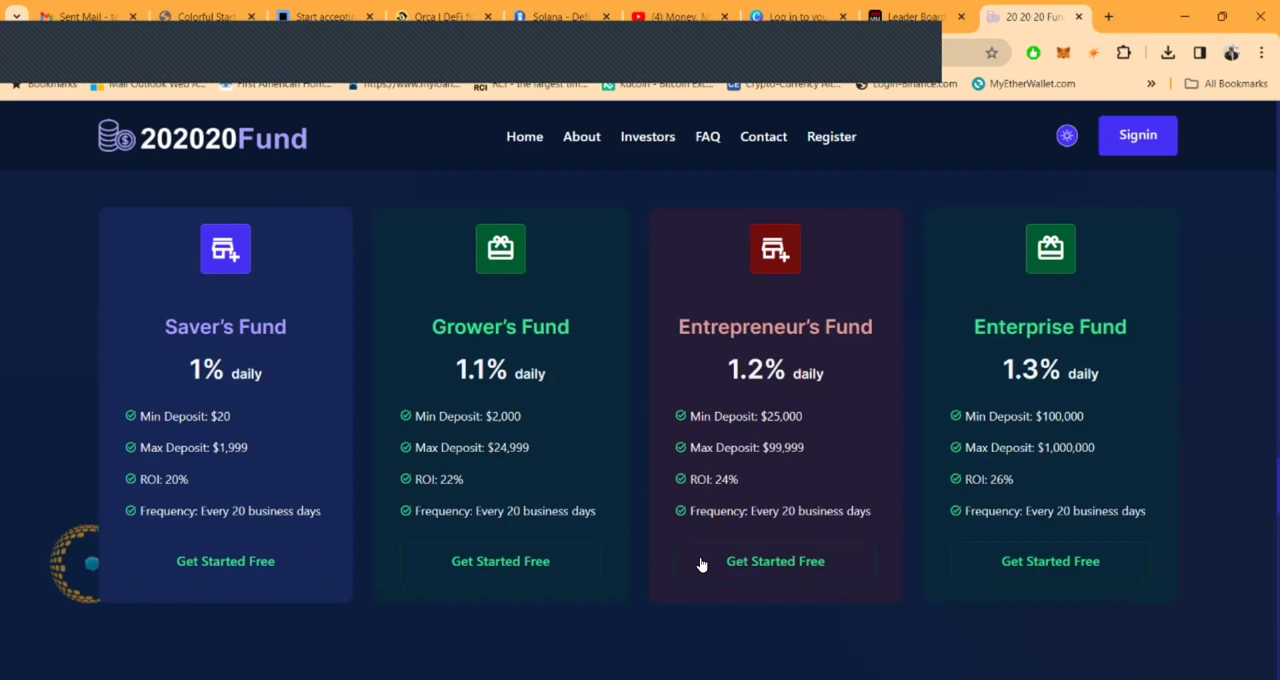 Sent Mail - t
Colorful Star
Start accepti
Orca | DeFi f
Solana - Defi
(4) Money, M
Log in to you
Leader Board
20 20 20 Fun
Bookmarks
Mail Outlook Web A...
First American Hom...
https://www.myloan...
RCI
RCI - the largest tim...
Kucoin - Bitcoin Exc...
CE
Crypto-Currency Alt...
Login-Binance.com
MyEtherWallet.com
»
All Bookmarks
202020Fund
Home
About
Investors
FAQ
Contact
Register
Signin
Saver's Fund
1% daily
Min Deposit: $20
Max Deposit: $1,999
ROI: 20%
Frequency: Every 20 business days
Get Started Free
Grower's Fund
1.1% daily
Min Deposit: $2,000
Max Deposit: $24,999
ROI: 22%
Frequency: Every 20 business days
Get Started Free
Entrepreneur's Fund
1.2% daily
Min Deposit: $25,000
Max Deposit: $99,999
ROI: 24%
Frequency: Every 20 business days
Get Started Free
Enterprise Fund
1.3% daily
Min Deposit: $100,000
Max Deposit: $1,000,000
ROI: 26%
Frequency: Every 20 business days
Get Started Free